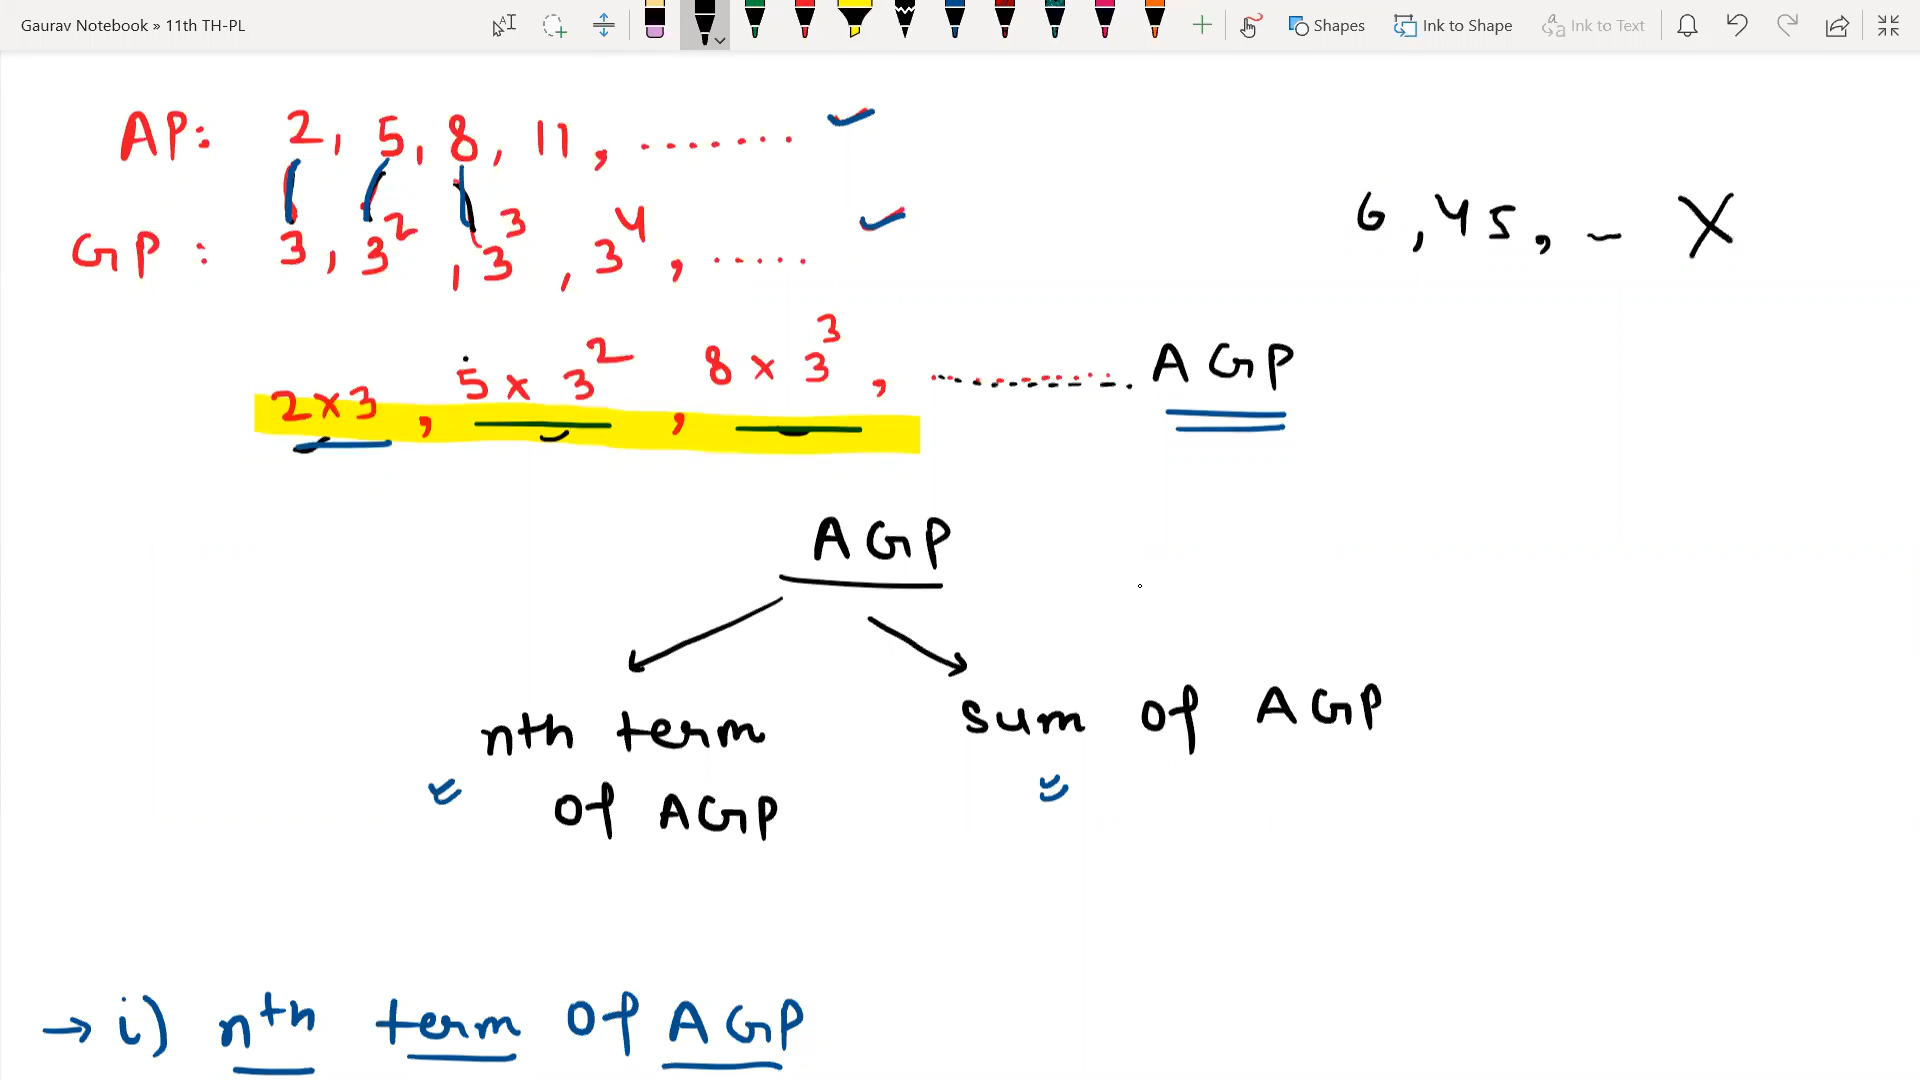 Gaurav Notebook » 11th TH-PL
Shapes
Ink to Shape
Ink to Text
AP: 2, 5, 8, 11, ........
GP: 3, 3², 3³, 3⁴, .....
6, 45, – X
2×3, 5 × 3², 8 × 3³, ............ AGP
AGP
nth term
of AGP
sum of AGP
→ i) nᵗʰ term of AGP